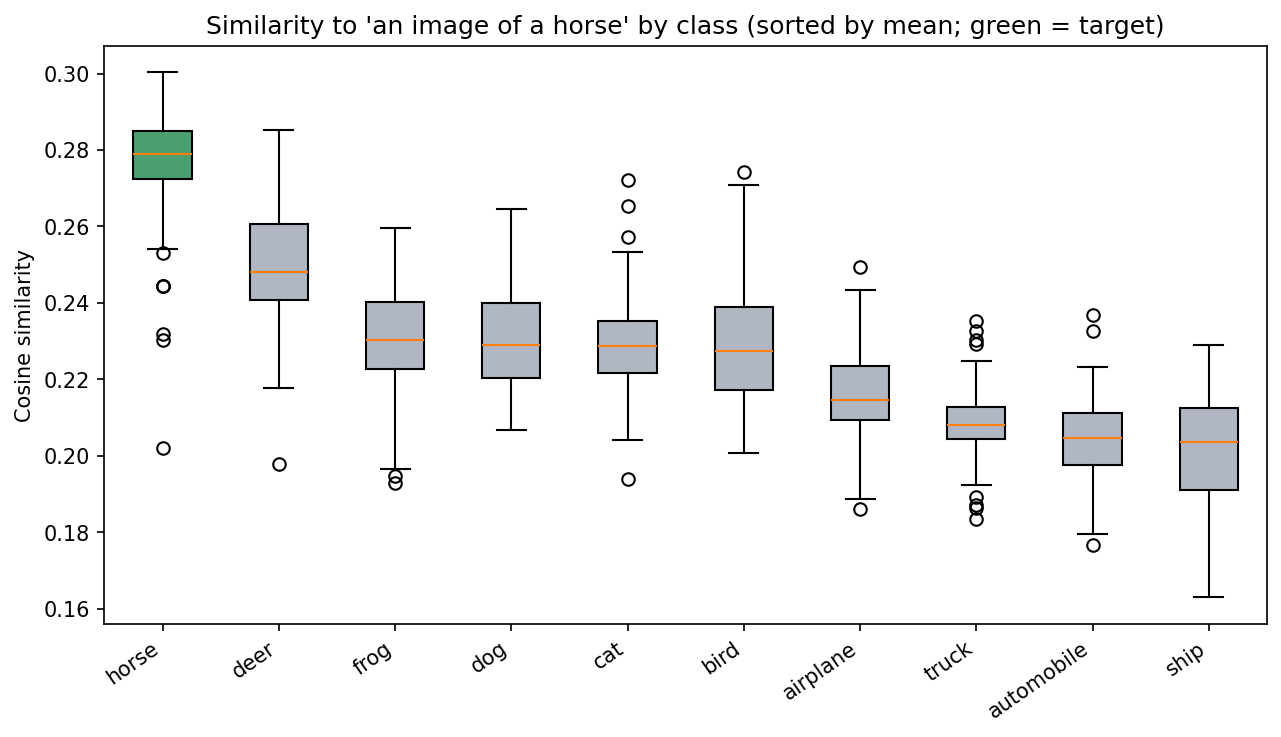 Similarity to 'an image of a horse' by class (sorted by mean; green = target)
Cosine similarity
0.30
0.28
0.26
0.24
0.22
0.20
0.18
0.16
horse
deer
frog
dog
cat
bird
airplane
truck
automobile
ship